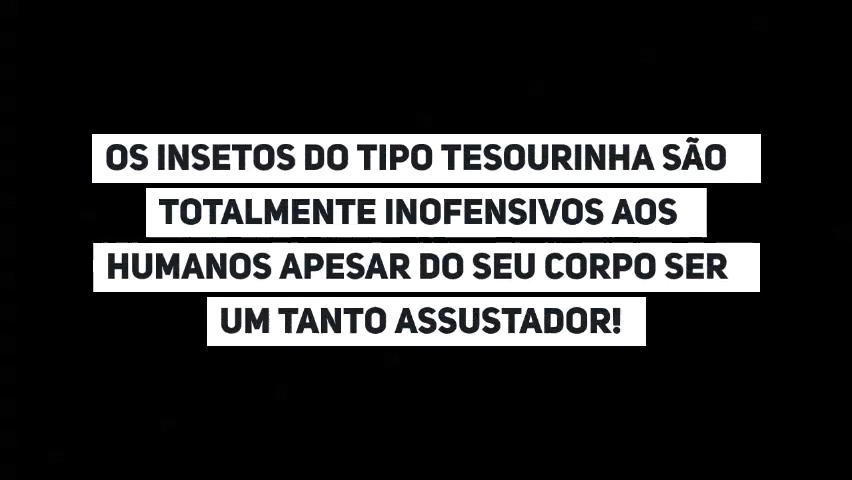 OS INSETOS DO TIPO TESOURINHA SÃO
TOTALMENTE INOFENSIVOS AOS
HUMANOS APESAR DO SEU CORPO SER
UM TANTO ASSUSTADOR!